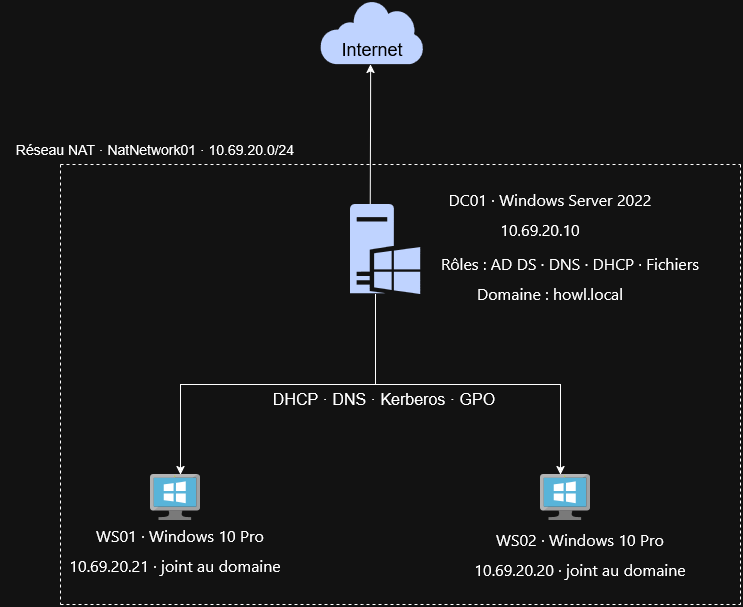 Internet
Réseau NAT · NatNetwork01 · 10.69.20.0/24
DC01 · Windows Server 2022
10.69.20.10
Rôles : AD DS · DNS · DHCP · Fichiers
Domaine : howl.local
DHCP · DNS · Kerberos · GPO
WS01 · Windows 10 Pro
10.69.20.21 · joint au domaine
WS02 · Windows 10 Pro
10.69.20.20 · joint au domaine